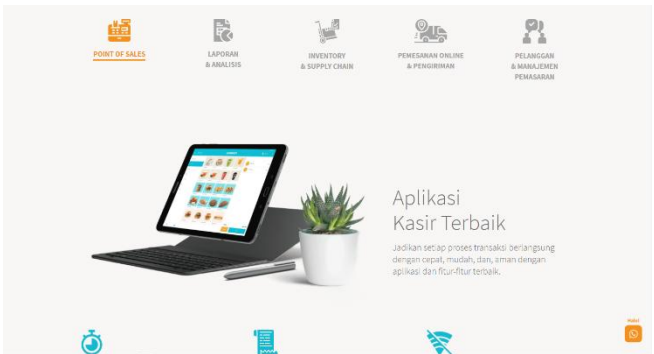 POINT OF SALES
LAPORAN
& ANALISIS
INVENTORY
& SUPPLY CHAIN
PEMESANAN ONLINE
& PENGIRIMAN
PELANGGAN
& MANAJEMEN
PEMASARAN
Aplikasi
Kasir Terbaik
Jadikan setiap proses transaksi berlangsung
dengan cepat, mudah, dan, aman dengan
aplikasi dan fitur-fitur terbaik.